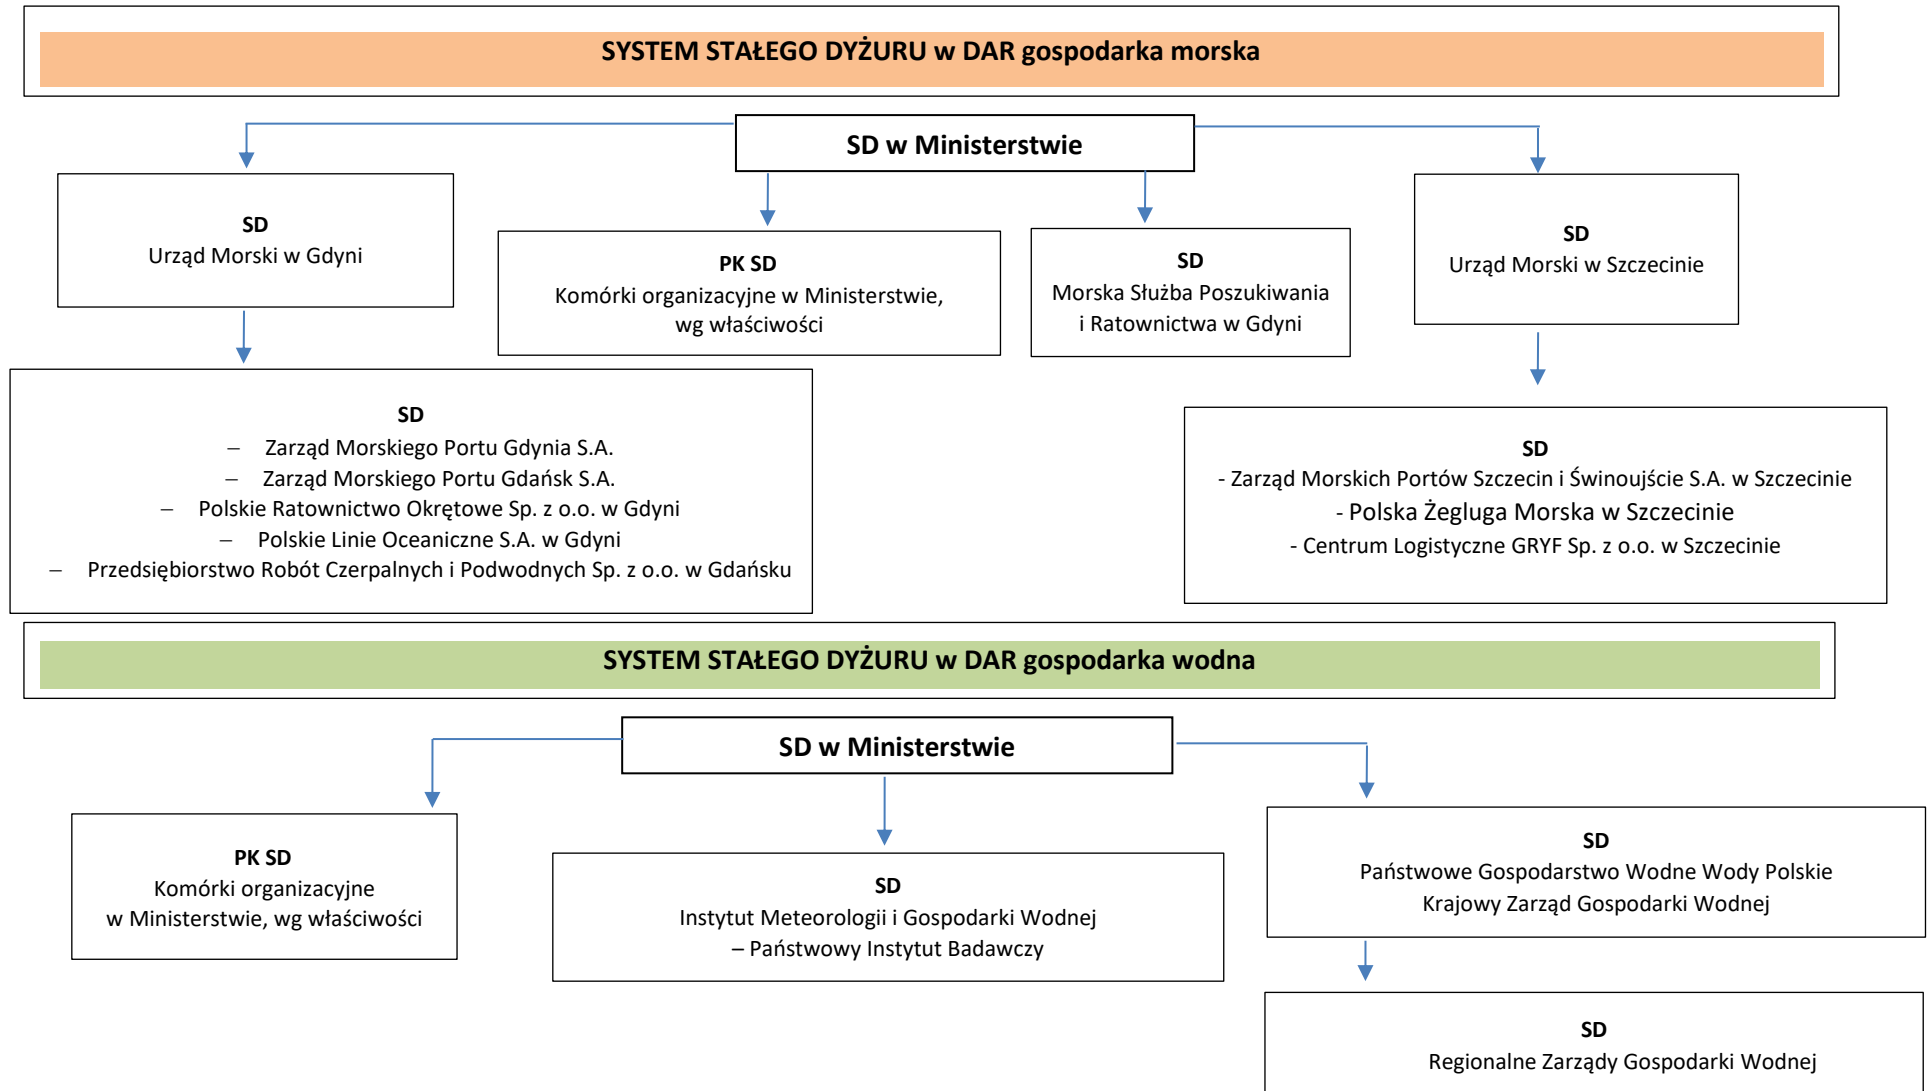 SYSTEM STAŁEGO DYŻURU w DAR gospodarka morska
SD w Ministerstwie
SD
Urząd Morski w Gdyni
PK SD
Komórki organizacyjne w Ministerstwie,
wg właściwości
SD
Morska Służba Poszukiwania
i Ratownictwa w Gdyni
SD
Urząd Morski w Szczecinie
SD
– Zarząd Morskiego Portu Gdynia S.A.
– Zarząd Morskiego Portu Gdańsk S.A.
– Polskie Ratownictwo Okrętowe Sp. z o.o. w Gdyni
– Polskie Linie Oceaniczne S.A. w Gdyni
– Przedsiębiorstwo Robót Czerpalnych i Podwodnych Sp. z o.o. w Gdańsku
SD
- Zarząd Morskich Portów Szczecin i Świnoujście S.A. w Szczecinie
- Polska Żegluga Morska w Szczecinie
- Centrum Logistyczne GRYF Sp. z o.o. w Szczecinie
SYSTEM STAŁEGO DYŻURU w DAR gospodarka wodna
SD w Ministerstwie
PK SD
Komórki organizacyjne
w Ministerstwie, wg właściwości
SD
Instytut Meteorologii i Gospodarki Wodnej
– Państwowy Instytut Badawczy
SD
Państwowe Gospodarstwo Wodne Wody Polskie
Krajowy Zarząd Gospodarki Wodnej
SD
Regionalne Zarządy Gospodarki Wodnej